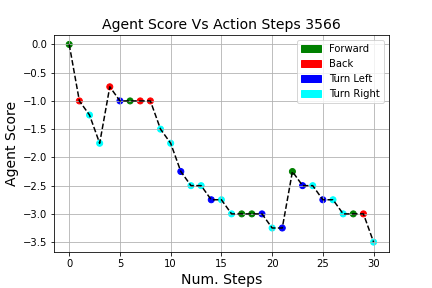 Agent Score Vs Action Steps 3566
Forward
Back
Turn Left
Turn Right
Agent Score
0.0
−0.5
−1.0
−1.5
−2.0
−2.5
−3.0
−3.5
0 5 10 15 20 25 30
Num. Steps